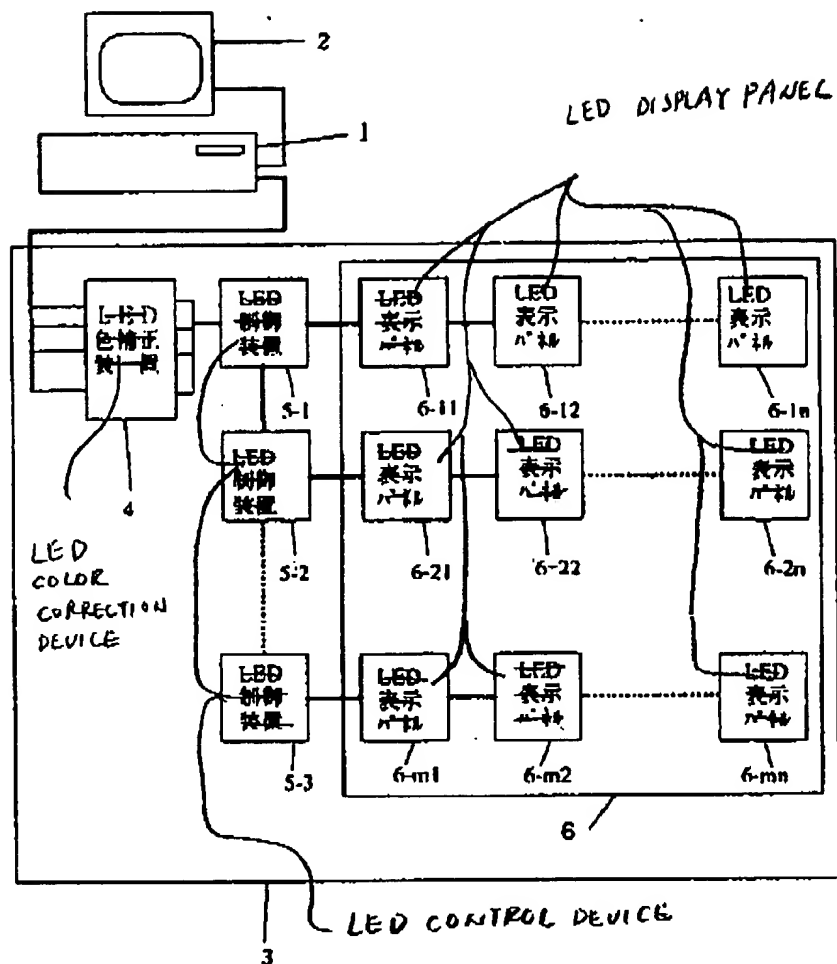 2
LED DISPLAY PANEL
1
LED
色補正
装置
4
LED
制御
装置
5-1
LED
表示
パネル
6-11
LED
表示
パネル
6-12
LED
表示
パネル
6-1n
LED
制御
装置
5-2
LED
表示
パネル
6-21
LED
表示
パネル
6-22
LED
表示
パネル
6-2n
LED
COLOR
CORRECTION
DEVICE
LED
制御
装置
5-3
LED
表示
パネル
6-m1
LED
表示
パネル
6-m2
LED
表示
パネル
6-mn
6
LED CONTROL DEVICE
3